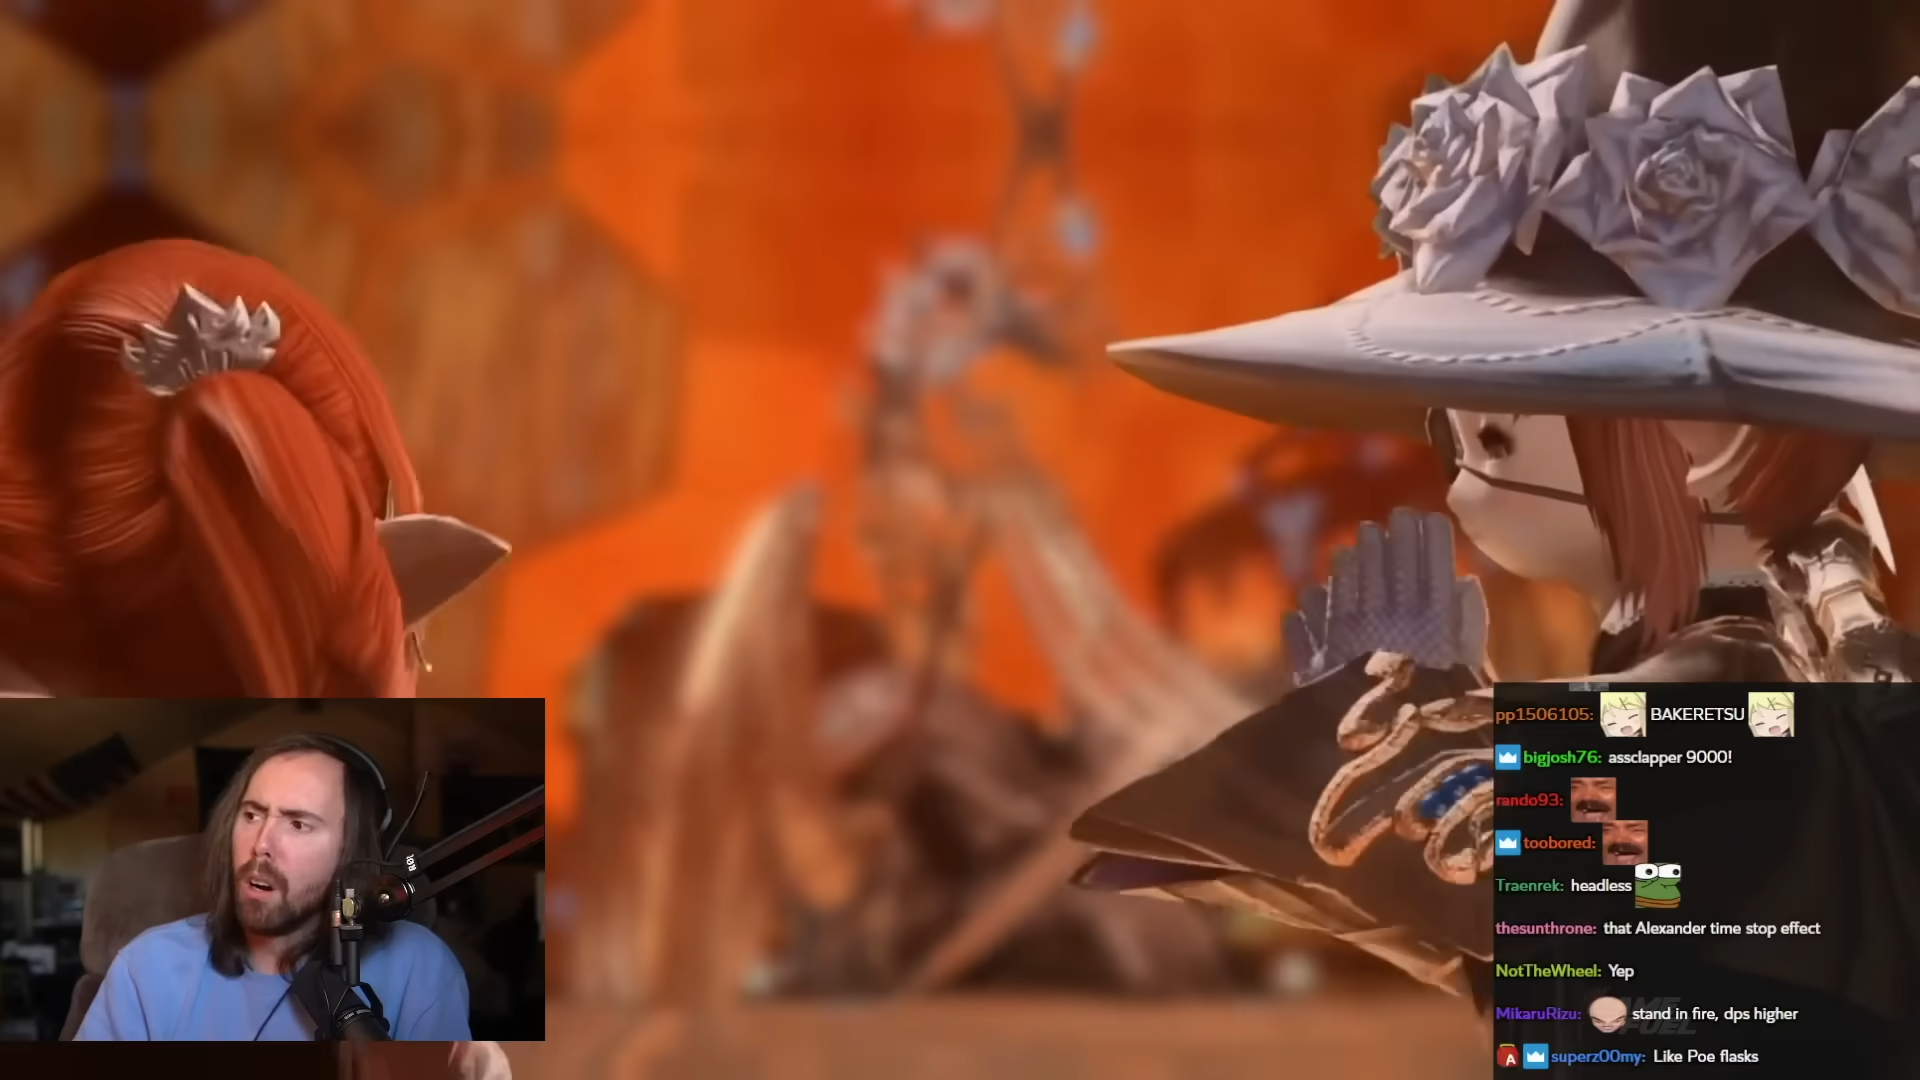 pp1506105: BAKERETSU
bigjosh76: assclapper 9000!
rando93:
toobored:
Traenrek: headless
thesunthrone: that Alexander time stop effect
NotTheWheel: Yep
MikaruRizu: stand in fire, dps higher
A superz00my: Like Poe flasks